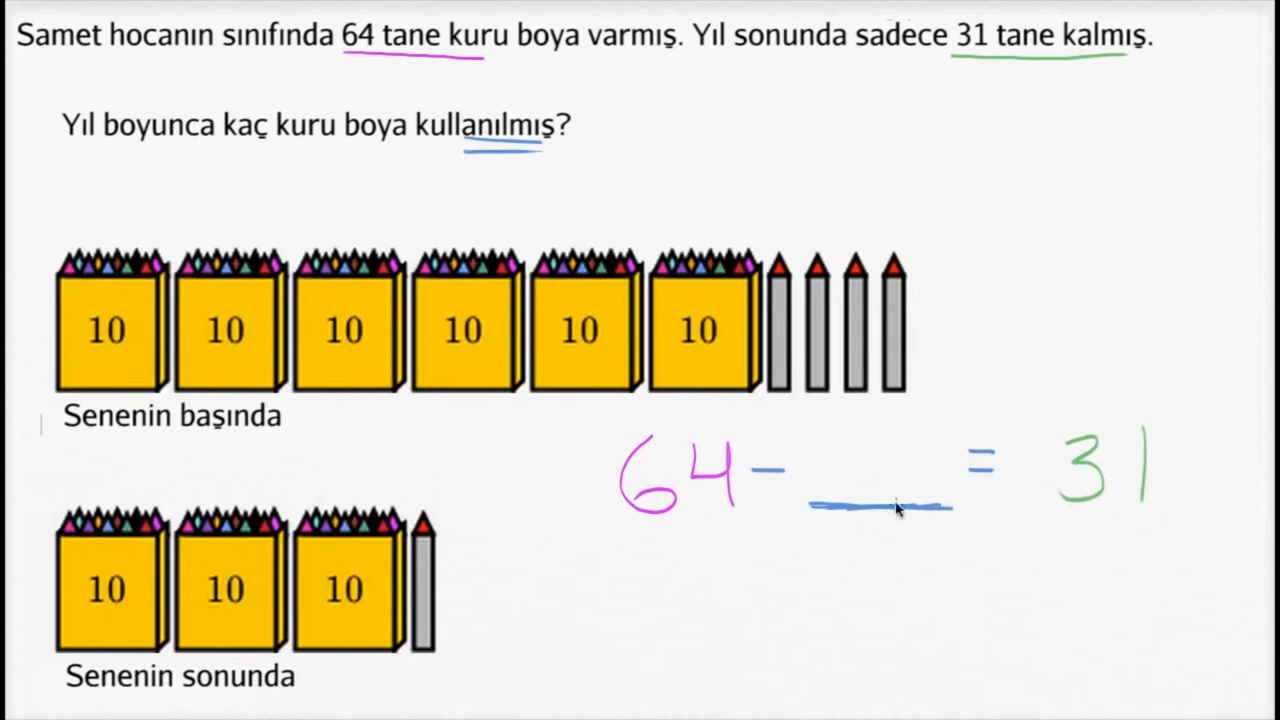 Samet hocanın sınıfında 64 tane kuru boya varmış. Yıl sonunda sadece 31 tane kalmış.
Yıl boyunca kaç kuru boya kullanılmış?
10 10 10 10 10 10
Senenin başında
64 - ___ = 31
10 10 10
Senenin sonunda